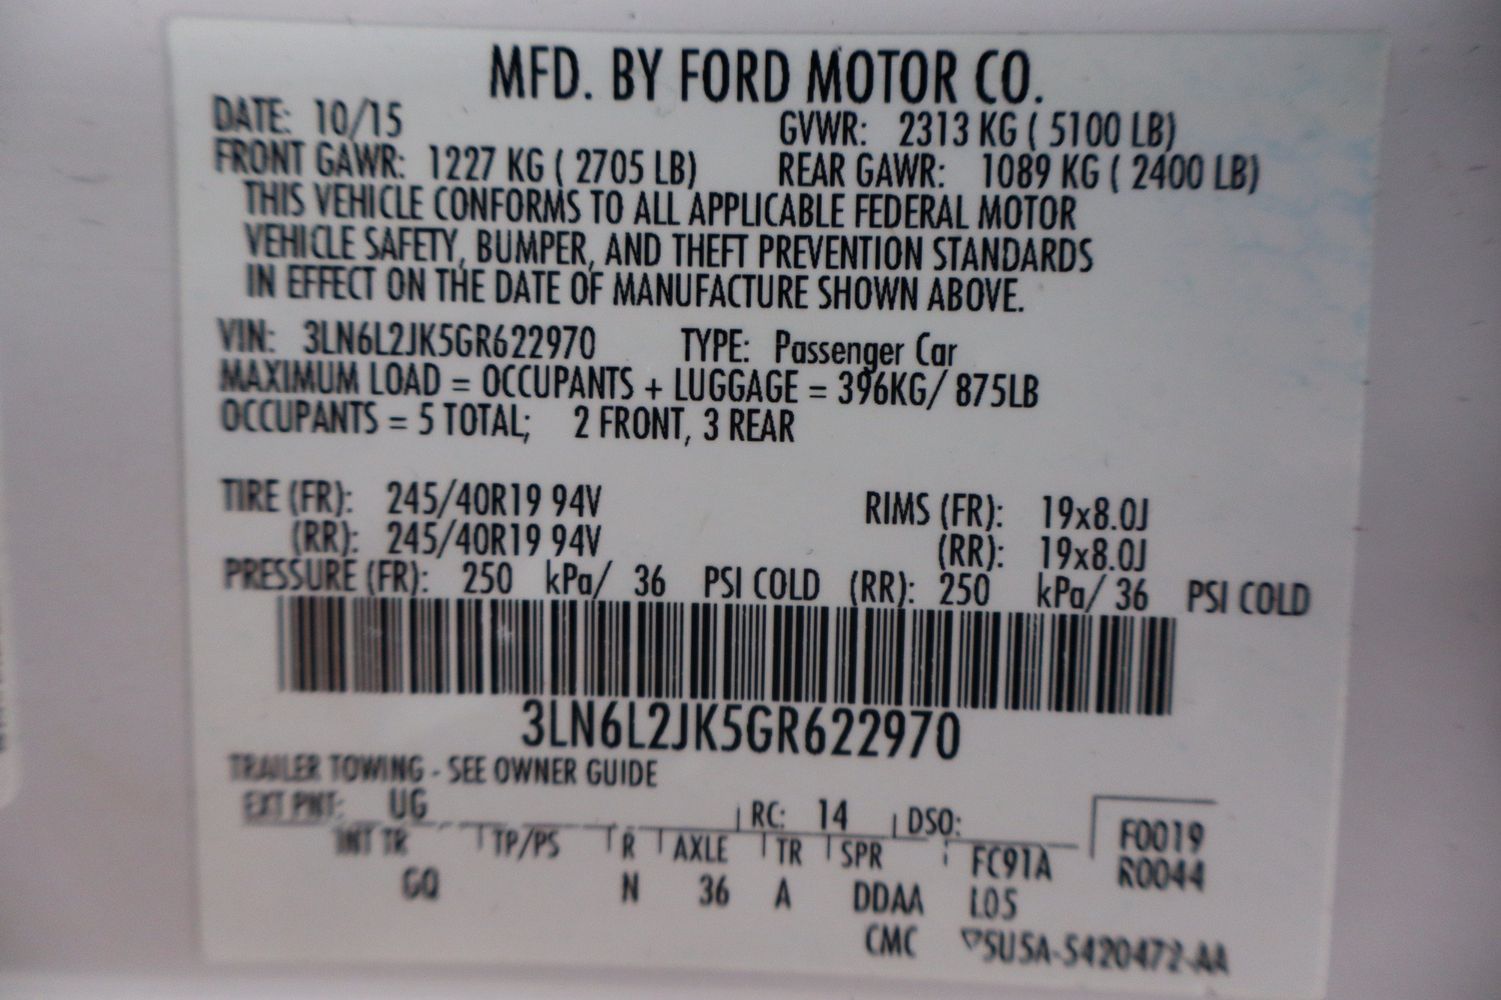 MFD. BY FORD MOTOR CO.
DATE: 10/15 GVWR: 2313 KG ( 5100 LB)
FRONT GAWR: 1227 KG ( 2705 LB) REAR GAWR: 1089 KG ( 2400 LB)
THIS VEHICLE CONFORMS TO ALL APPLICABLE FEDERAL MOTOR
VEHICLE SAFETY, BUMPER, AND THEFT PREVENTION STANDARDS
IN EFFECT ON THE DATE OF MANUFACTURE SHOWN ABOVE.
VIN: 3LN6L2JK5GR622970 TYPE: Passenger Car
MAXIMUM LOAD = OCCUPANTS + LUGGAGE = 396KG/ 875LB
OCCUPANTS = 5 TOTAL; 2 FRONT, 3 REAR
TIRE (FR): 245/40R19 94V RIMS (FR): 19x8.0J
(RR): 245/40R19 94V (RR): 19x8.0J
PRESSURE (FR): 250 kPa/ 36 PSI COLD (RR): 250 kPa/ 36 PSI COLD
3LN6L2JK5GR622970
TRAILER TOWING - SEE OWNER GUIDE
EXT PNT: UG RC: 14 DSO: F0019
INT TR TP/PS R AXLE TR SPR FC91A R0044
GQ N 36 A DDAA L05
CMC ▽5U5A-5420472-AA